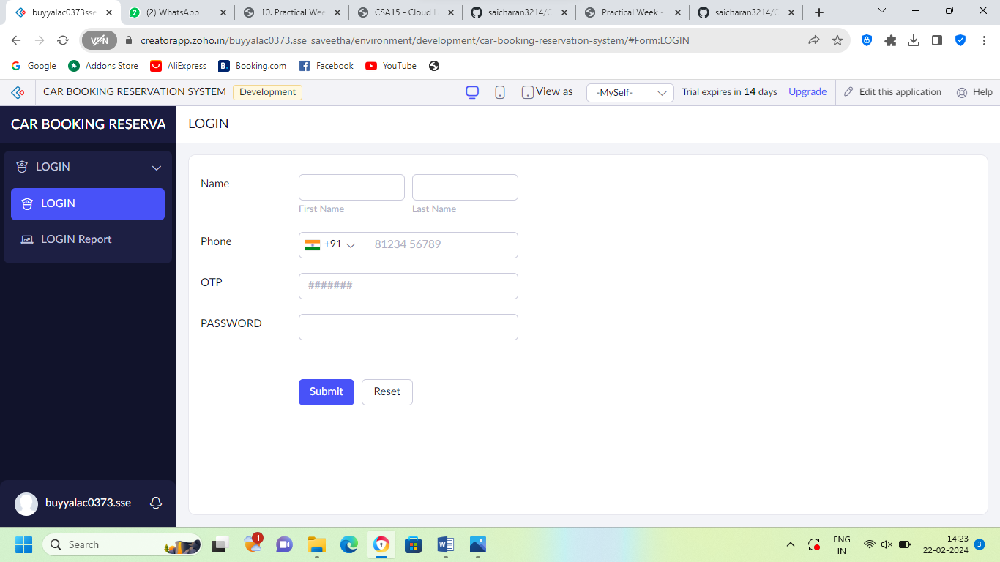 buyyalac0373sse
(2) WhatsApp
10. Practical Wee
CSA15 - Cloud L
saicharan3214/C
Practical Week -
saicharan3214/C
VPN
creatorapp.zoho.in/buyyalac0373.sse_saveetha/environment/development/car-booking-reservation-system/#Form:LOGIN
Google
Addons Store
AliExpress
B.
Booking.com
Facebook
YouTube
CAR BOOKING RESERVATION SYSTEM
Development
View as
-MySelf-
Trial expires in 14 days
Upgrade
Edit this application
Help
CAR BOOKING RESERVA
LOGIN
LOGIN
LOGIN
LOGIN Report
Name
First Name
Last Name
Phone
+91
81234 56789
OTP
#######
PASSWORD
Submit
Reset
buyyalac0373.sse
Search
1
ENG
IN
14:23
22-02-2024
3